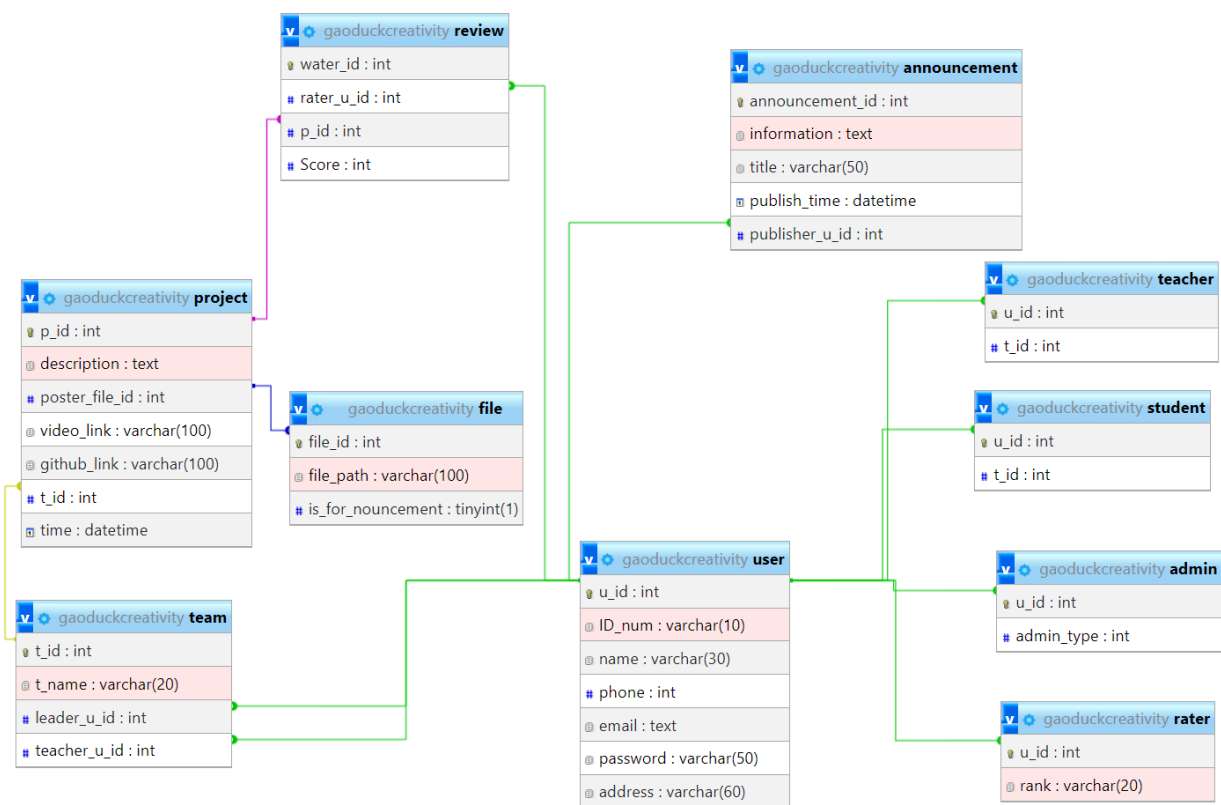 gaoduckcreativity review
water_id : int
rater_u_id : int
p_id : int
Score : int
gaoduckcreativity announcement
announcement_id : int
information : text
title : varchar(50)
publish_time : datetime
publisher_u_id : int
gaoduckcreativity teacher
u_id : int
t_id : int
gaoduckcreativity project
p_id : int
description : text
poster_file_id : int
video_link : varchar(100)
github_link : varchar(100)
t_id : int
time : datetime
gaoduckcreativity file
file_id : int
file_path : varchar(100)
is_for_nouncement : tinyint(1)
gaoduckcreativity student
u_id : int
t_id : int
gaoduckcreativity user
u_id : int
ID_num : varchar(10)
name : varchar(30)
phone : int
email : text
password : varchar(50)
address : varchar(60)
gaoduckcreativity admin
u_id : int
admin_type : int
gaoduckcreativity team
t_id : int
t_name : varchar(20)
leader_u_id : int
teacher_u_id : int
gaoduckcreativity rater
u_id : int
rank : varchar(20)